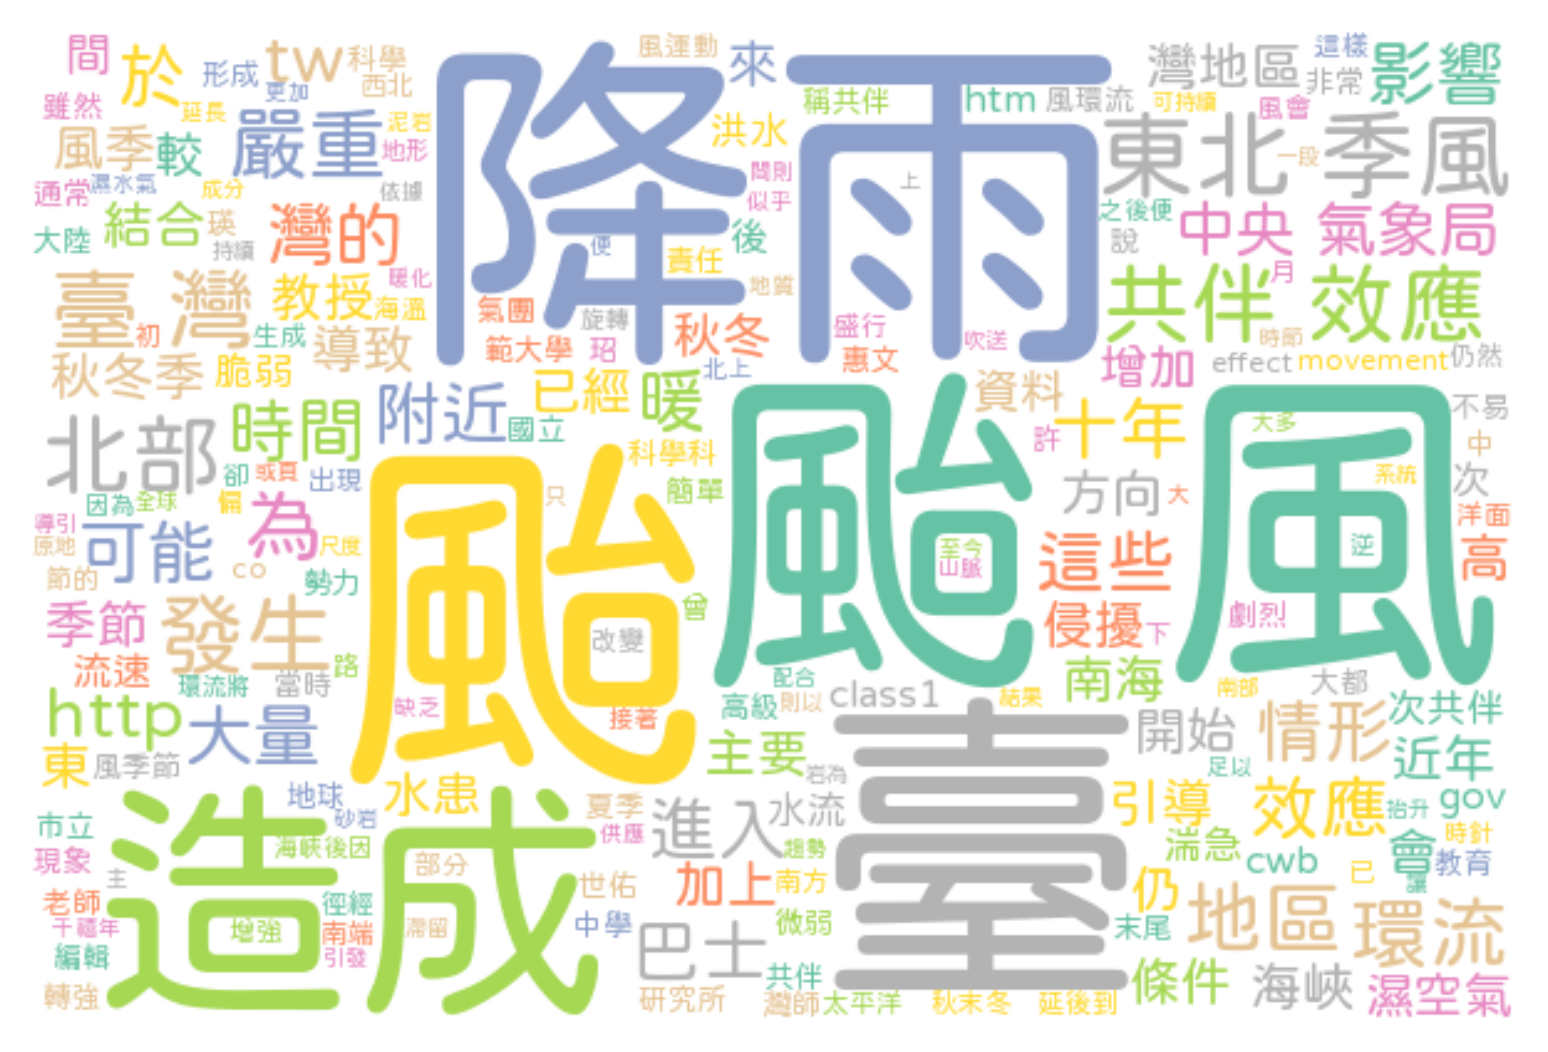 間 於 tw 科學 風運動 來 灣地區 這樣 影響
形成 西北 非常
雖然 更加 延長 稱共伴 htm 風環流 可持續 風會
風季 較 嚴重 泥岩 地形 洪水 東北 一段 季風
通常 濕水氣 成分 依據 間則 似乎 上
大陸 結合 瑛 持續 灣的 降雨 後 之後便 說 中央 氣象局
便 責任
臺灣 教授 暖化 海溫 地質 共伴 月 效應
初 生成 導致 氣團 旋轉 秋冬 盛行 吹送 時節
秋冬季 脆弱 範大學 玿 北上 惠文 增加 effect movement 仍然
北部 時間 附近 國立 已經 暖 資料 十年 大多 不易
許 中
卻 或頁 出現 科學科 簡單 方向 大 系統 次
因為 全球 偏 只 洋面
導引 原地 可能 為 尺度 颱 颱風 至今 山脈 這些 逆 高
節的 co 勢力
季節 發生 曾 改變 侵擾 下 劇烈
流速 環流將 當時 路 配合 南海 南部 大都
http 大量 缺乏 接著 高級 則以 class1 結果 開始 情形 次共伴
東 風季節 主要 岩為 足以 近年
地球 水患 夏季 進入 水流 臺 引導 效應 抬升 gov
市立 造成 砂岩 供應 時針
現象 海峽後因 部分 趨勢 湍急 cwb 會 教育
主 世佑 加上 南方 仍 已 讓
老師 徑經 滯留 中學 微弱 末尾 地區 環流
千禧年 增強 南端
編輯 引發 巴士 共伴 條件 海峽 濕空氣
轉強 研究所 灣師 太平洋 秋末冬 延後到